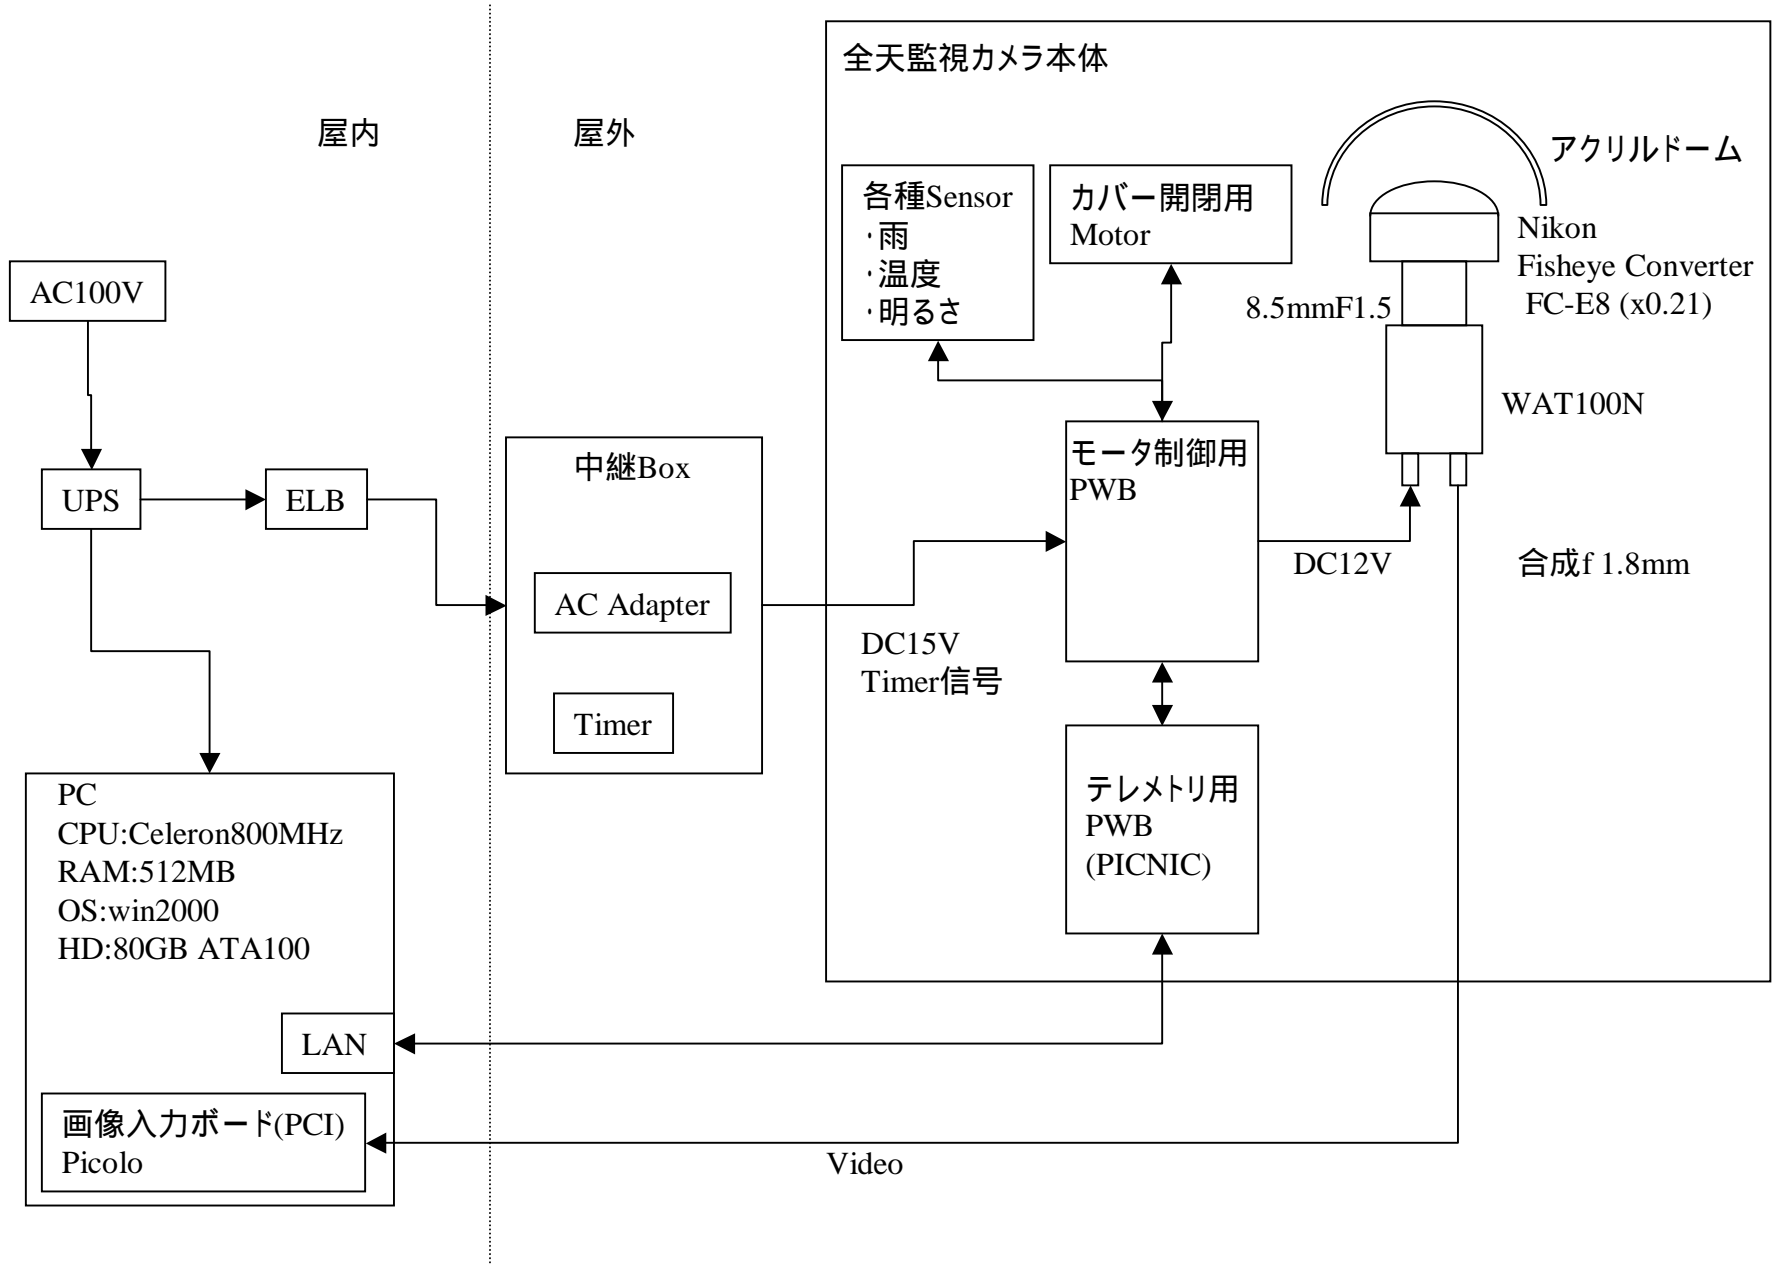 全天監視カメラ本体
屋内
屋外
アクリルドーム
各種Sensor
・雨
・温度
・明るさ
カバー開閉用
Motor
Nikon
Fisheye Converter
FC-E8 (x0.21)
8.5mmF1.5
AC100V
WAT100N
UPS
ELB
中継Box
モータ制御用
PWB
DC12V
合成f 1.8mm
AC Adapter
DC15V
Timer信号
Timer
テレメトリ用
PWB
(PICNIC)
PC
CPU:Celeron800MHz
RAM:512MB
OS:win2000
HD:80GB ATA100
LAN
画像入力ボード(PCI)
Picolo
Video